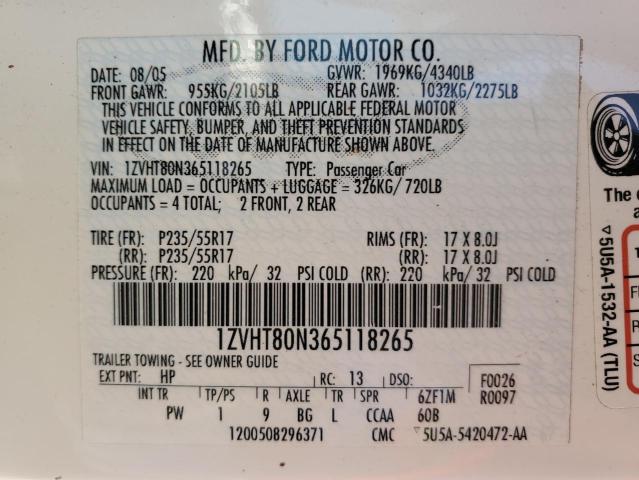 MFD. BY FORD MOTOR CO.
DATE: 08/05 GVWR: 1969KG/4340LB
FRONT GAWR: 955KG/2105LB REAR GAWR: 1032KG/2275LB
THIS VEHICLE CONFORMS TO ALL APPLICABLE FEDERAL MOTOR
VEHICLE SAFETY, BUMPER, AND THEFT PREVENTION STANDARDS
IN EFFECT ON THE DATE OF MANUFACTURE SHOWN ABOVE.
VIN: 1ZVHT80N365118265 TYPE: Passenger Car
MAXIMUM LOAD = OCCUPANTS + LUGGAGE = 326KG/720LB
OCCUPANTS = 4 TOTAL; 2 FRONT, 2 REAR
TIRE (FR): P235/55R17 RIMS (FR): 17 X 8.0J
(RR): P235/55R17 (RR): 17 X 8.0J
PRESSURE (FR): 220 kPa/ 32 PSI COLD (RR): 220 kPa/ 32 PSI COLD
1ZVHT80N365118265
TRAILER TOWING - SEE OWNER GUIDE
EXT PNT: HP RC: 13 DSO: F0026
INT TR TP/PS R AXLE TR SPR 6ZF1M R0097
PW 1 9 BG L CCAA 60B
1200508296371 CMC ▽5U5A-5420472-AA
The
▽5U5A-1532-AA (TLU)